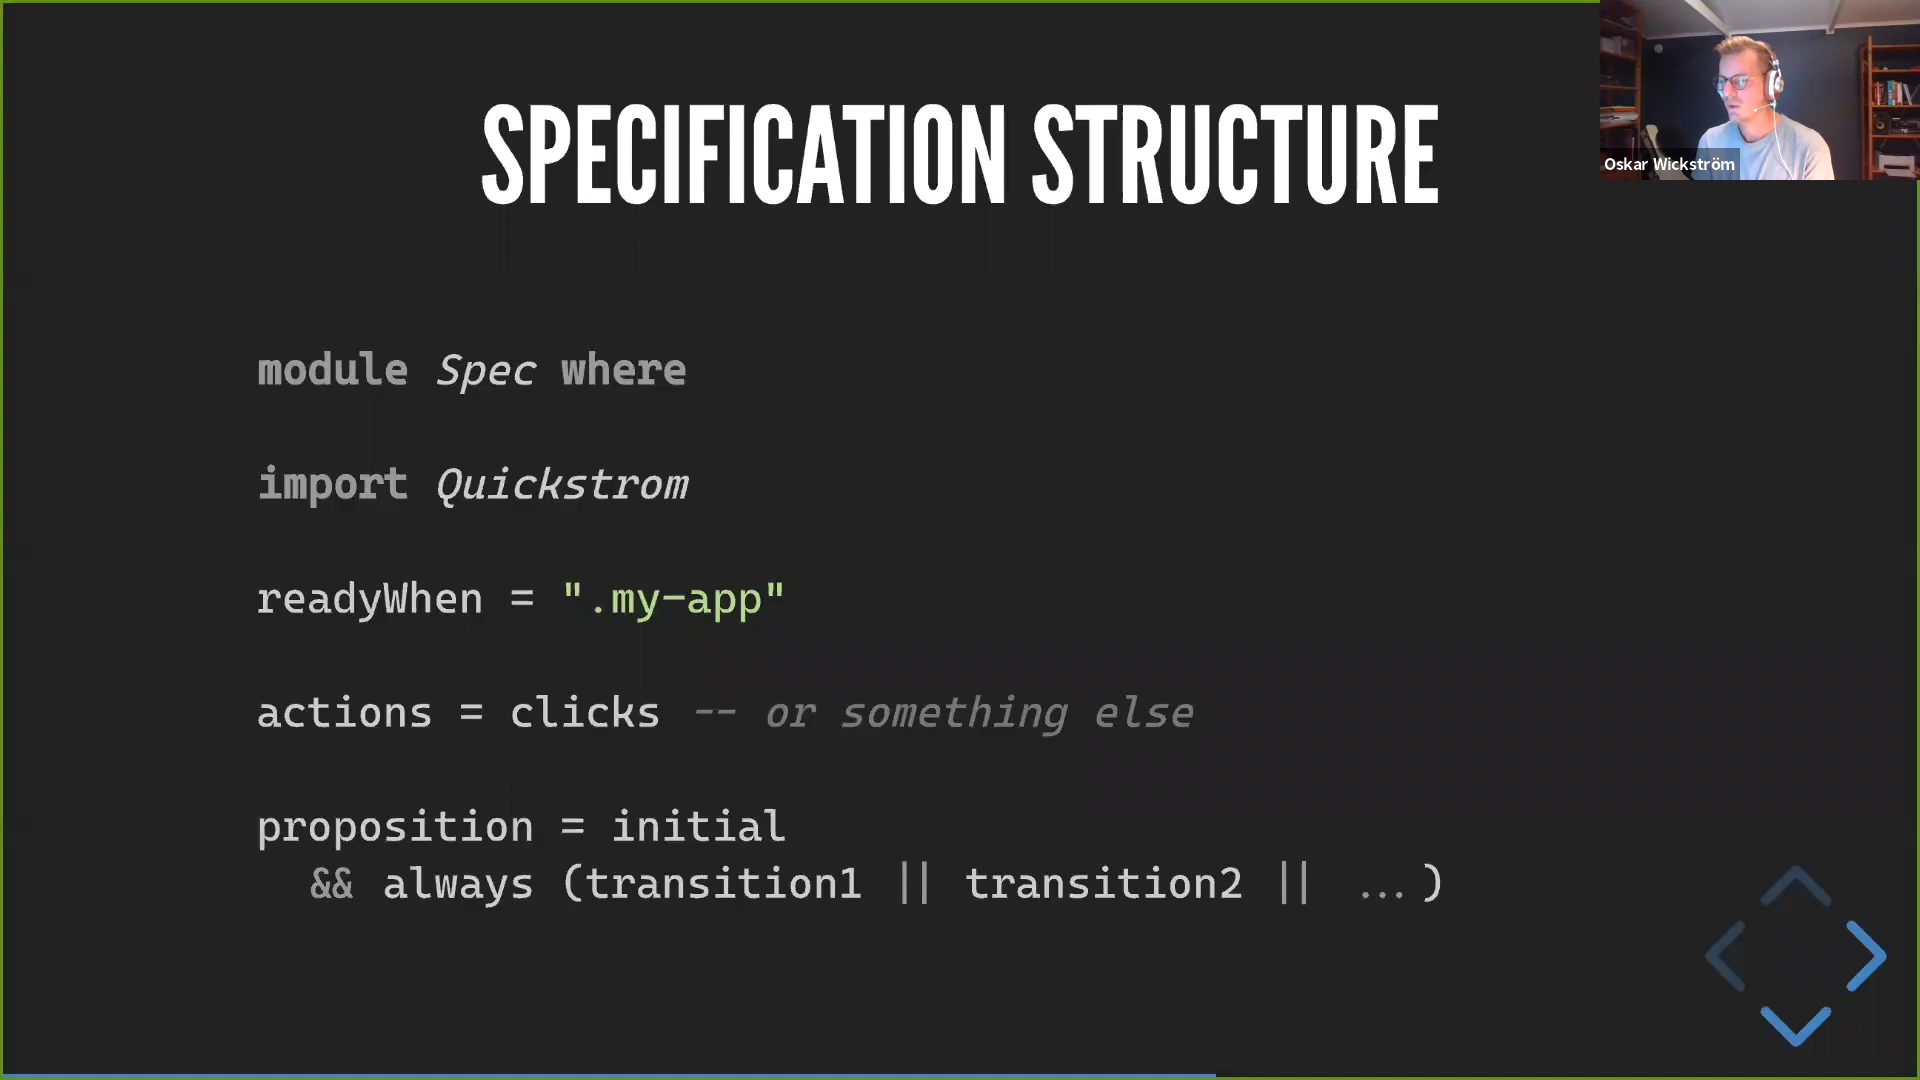 SPECIFICATION STRUCTURE
Oskar Wickström
module Spec where
import Quickstrom
readyWhen = ".my-app"
actions = clicks -- or something else
proposition = initial
&& always (transition1 || transition2 || ... )